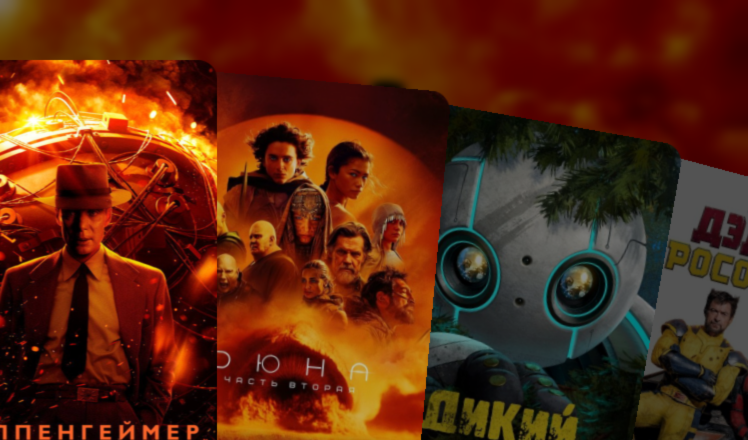 ППЕНГЕЙМЕР
ЮНА
ЧАСТЬ ВТОРАЯ
ДИКИЙ
ДЭ
РОСО